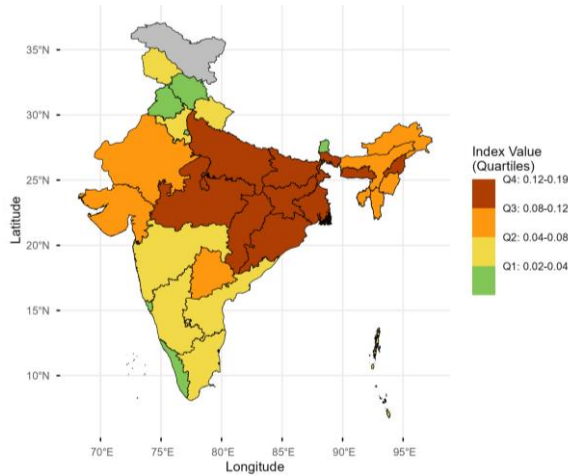 35°N
30°N
25°N
20°N
15°N
10°N
Latitude
70°E 75°E 80°E 85°E 90°E 95°E
Longitude
Index Value
(Quartiles)
Q4: 0.12-0.19
Q3: 0.08-0.12
Q2: 0.04-0.08
Q1: 0.02-0.04